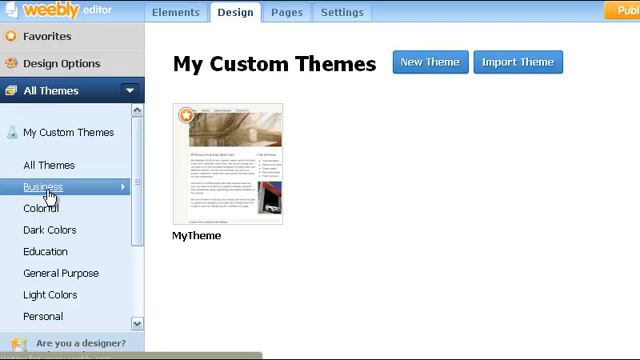 weebly editor
Elements
Design
Pages
Settings
Publ
Favorites
Design Options
All Themes
My Custom Themes
All Themes
Business
Colorful
Dark Colors
Education
General Purpose
Light Colors
Personal
Are you a designer?
My Custom Themes
New Theme
Import Theme
MyTheme